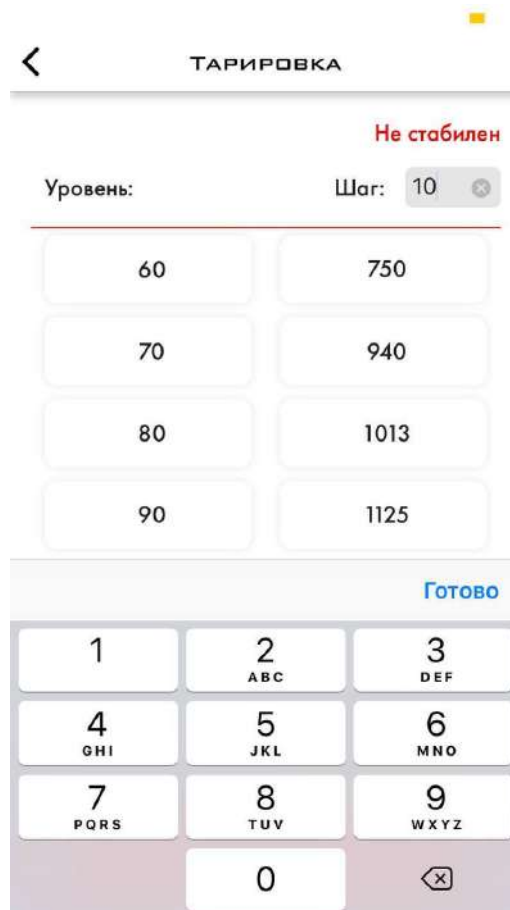 Тарировка
Не стабилен
Уровень: Шаг: 10
60 750
70 940
80 1013
90 1125
Готово
1 2 3
ABC DEF
4 5 6
GHI JKL MNO
7 8 9
PQRS TUV WXYZ
0